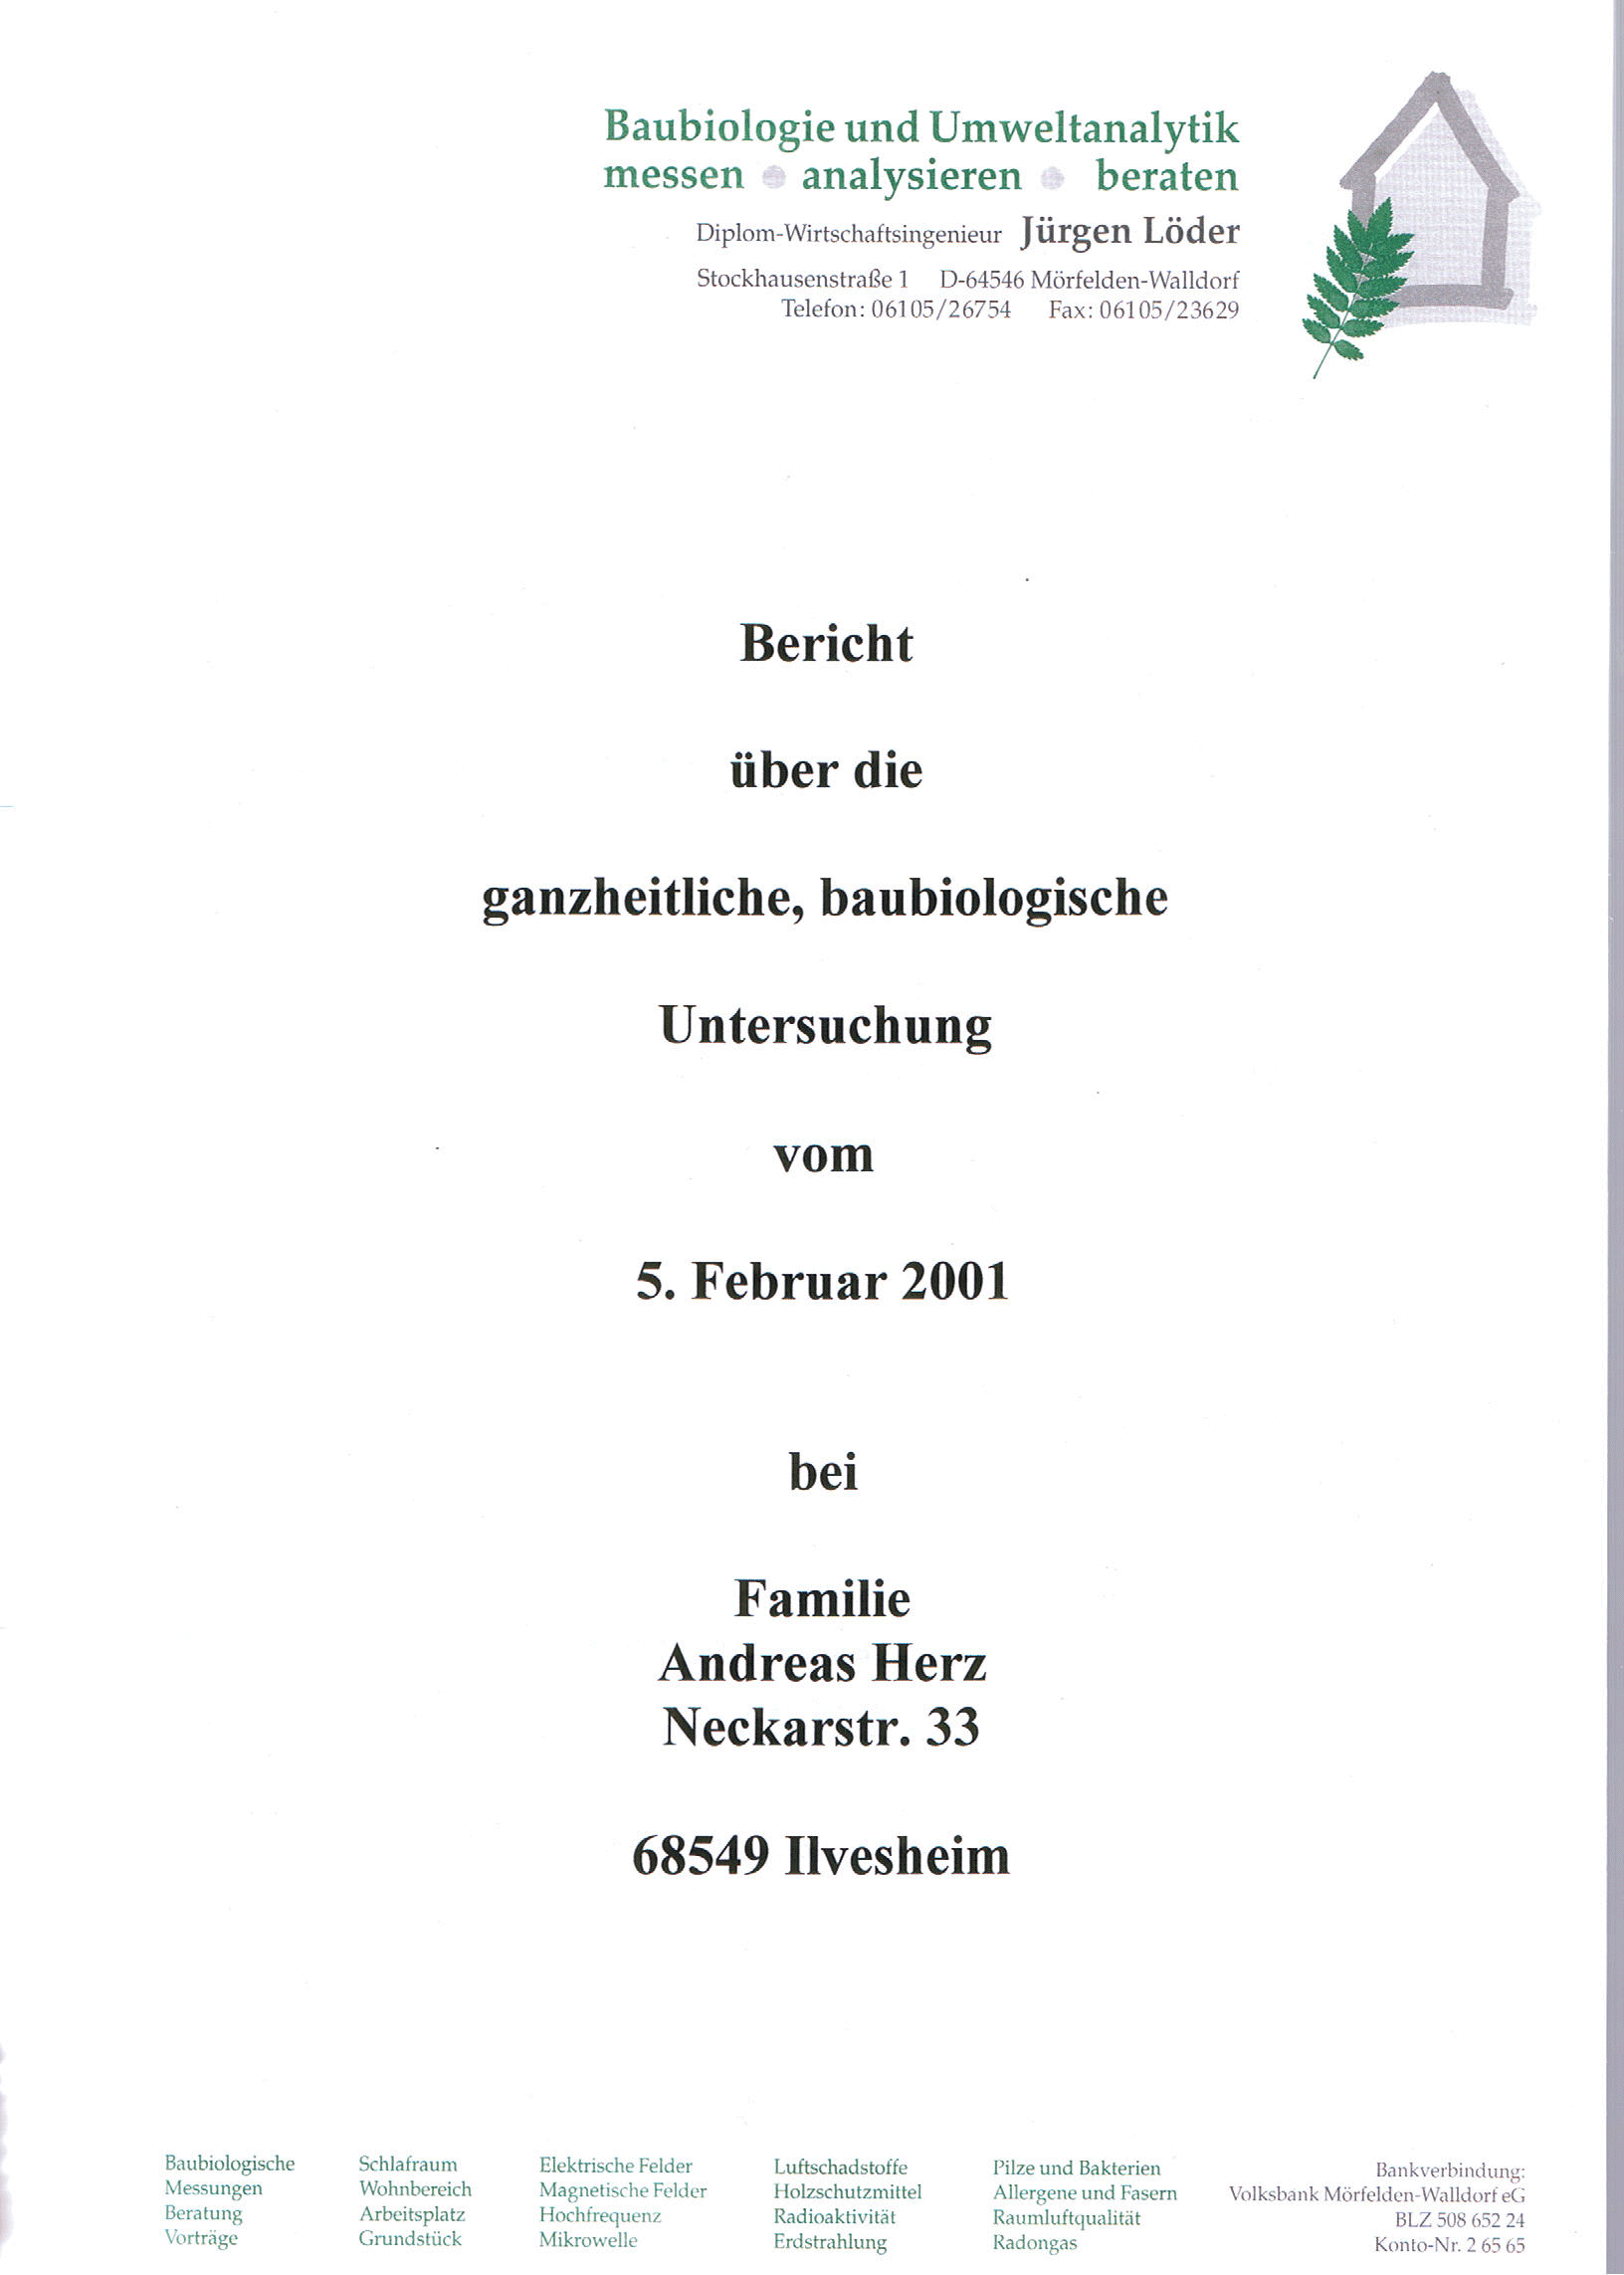 Baubiologie und Umweltanalytik
messen analysieren beraten
Diplom-Wirtschaftsingenieur Jürgen Löder
Stockhausenstraße 1 D-64546 Mörfelden-Walldorf
Telefon: 06105/26754 Fax: 06105/23629
Bericht
über die
ganzheitliche, baubiologische
Untersuchung
vom
5. Februar 2001
bei
Familie
Andreas Herz
Neckarstr. 33
68549 Ilvesheim
Baubiologische
Messungen
Beratung
Vorträge
Schlafraum
Wohnbereich
Arbeitsplatz
Grundstück
Elektrische Felder
Magnetische Felder
Hochfrequenz
Mikrowelle
Luftschadstoffe
Holzschutzmittel
Radioaktivität
Erdstrahlung
Pilze und Bakterien
Allergene und Fasern
Raumluftqualität
Radongas
Bankverbindung:
Volksbank Mörfelden-Walldorf eG
BLZ 508 652 24
Konto-Nr. 2 65 65